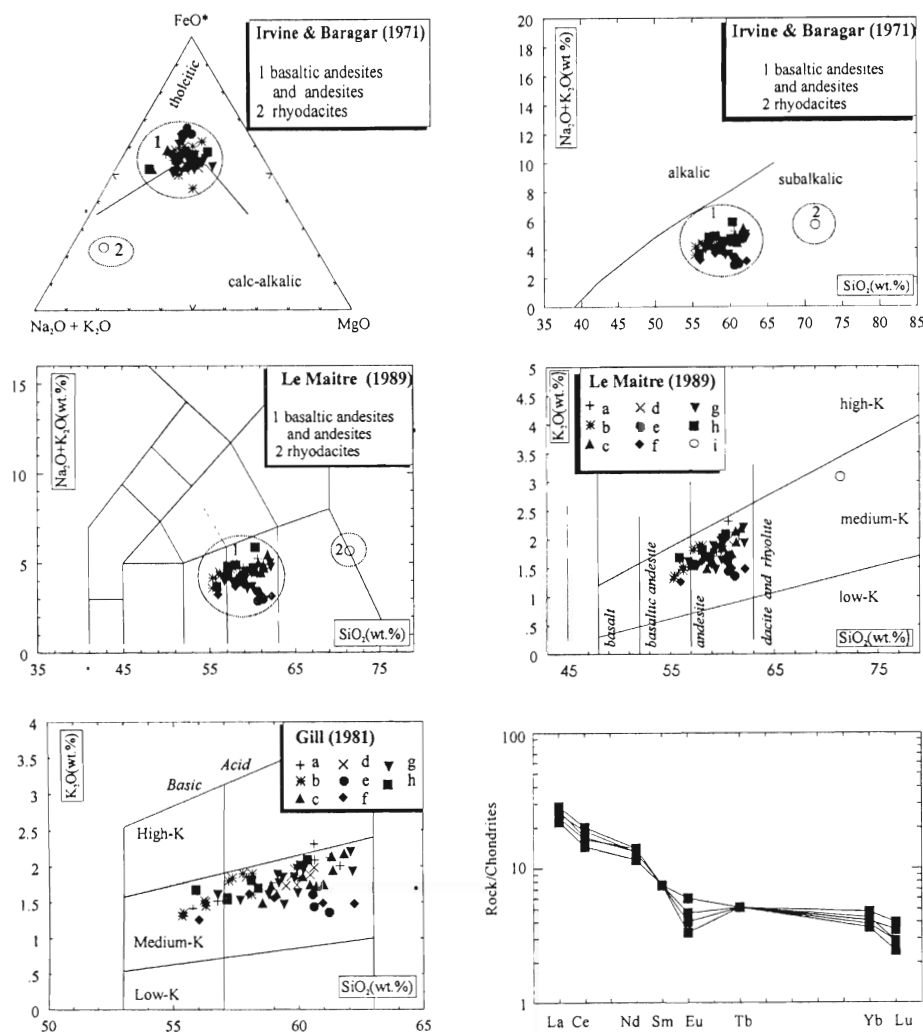 FeO*
Irvine & Baragar (1971)
1 basaltic andesites
and andesites
2 rhyodacites
tholcitic
1
2
calc-alkalic
Na₂O + K₂O
MgO
Na₂O+K₂O(wt %)
20
18
16
14
12
10
8
6
4
2
0
Irvine & Baragar (1971)
1 basaltic andesites
and andesites
2 rhyodacites
alkalic
subalkalic
1
2
SiO₂(wt.%)
35 40 45 50 55 60 65 70 75 80 85
Na₂O+K₂O(wt.%)
15
10
5
0
Le Maitre (1989)
1 basaltic andesites
and andesites
2 rhyodacites
1
2
SiO₂(wt.%)
35 45 55 65 75
K₂O(wt.%)
5
4.5
4
3.5
3
2.5
2
1.5
1
.5
0
Le Maitre (1989)
a d g
b e h
c f i
high-K
medium-K
low-K
basalt
basaltic andesite
andesite
dacite and rhyolite
SiO₂(wt.%)
45 55 65 75
K₂O(wt.%)
4
3.5
3
2.5
2
1.5
1
.5
0
Gill (1981)
a d g
b e h
c f
Basic Acid
High-K
Medium-K
Low-K
SiO₂(wt.%)
50 55 60 65
Rock/Chondrites
100
10
1
La Ce Nd Sm Eu Tb Yb Lu